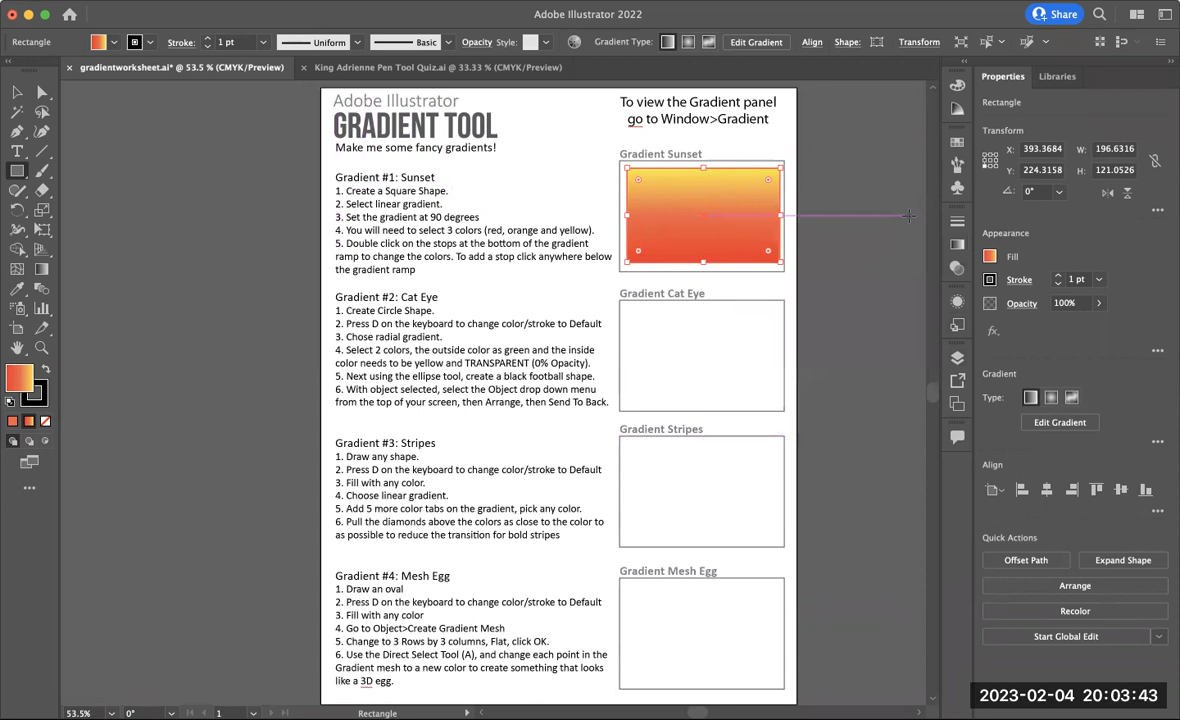 Adobe Illustrator 2022
Share
Rectangle
Stroke:
1 pt
Uniform
Basic
Opacity
Style:
Gradient Type:
Edit Gradient
Align
Shape:
Transform
gradientworksheet.ai* @ 53.5 % (CMYK/Preview)
King Adrienne Pen Tool Quiz.ai @ 33.33 % (CMYK/Preview)
Adobe Illustrator
GRADIENT TOOL
Make me some fancy gradients!
To view the Gradient panel
go to Window>Gradient
Gradient #1: Sunset
1. Create a Square Shape.
2. Select linear gradient.
3. Set the gradient at 90 degrees
4. You will need to select 3 colors (red, orange and yellow).
5. Double click on the stops at the bottom of the gradient
ramp to change the colors. To add a stop click anywhere below
the gradient ramp
Gradient Sunset
Gradient #2: Cat Eye
1. Create Circle Shape.
2. Press D on the keyboard to change color/stroke to Default
3. Chose radial gradient.
4. Select 2 colors, the outside color as green and the inside
color needs to be yellow and TRANSPARENT (0% Opacity).
5. Next using the ellipse tool, create a black football shape.
6. With object selected, select the Object drop down menu
from the top of your screen, then Arrange, then Send To Back.
Gradient Cat Eye
Gradient #3: Stripes
1. Draw any shape.
2. Press D on the keyboard to change color/stroke to Default
3. Fill with any color.
4. Choose linear gradient.
5. Add 5 more color tabs on the gradient, pick any color.
6. Pull the diamonds above the colors as close to the color to
as possible to reduce the transition for bold stripes
Gradient Stripes
Gradient #4: Mesh Egg
1. Draw an oval
2. Press D on the keyboard to change color/stroke to Default
3. Fill with any color
4. Go to Object>Create Gradient Mesh
5. Change to 3 Rows by 3 columns, Flat, click OK.
6. Use the Direct Select Tool (A), and change each point in the
Gradient mesh to a new color to create something that looks
like a 3D egg.
Gradient Mesh Egg
Properties
Libraries
Rectangle
Transform
X: 393.3684 W: 196.6316
Y: 224.3158 H: 121.0526
0°
Appearance
Fill
Stroke
1 pt
Opacity
100%
fx.
Gradient
Type:
Edit Gradient
Align
Quick Actions
Offset Path
Expand Shape
Arrange
Recolor
Start Global Edit
53.5%
0°
1
Rectangle
2023-02-04 20:03:43